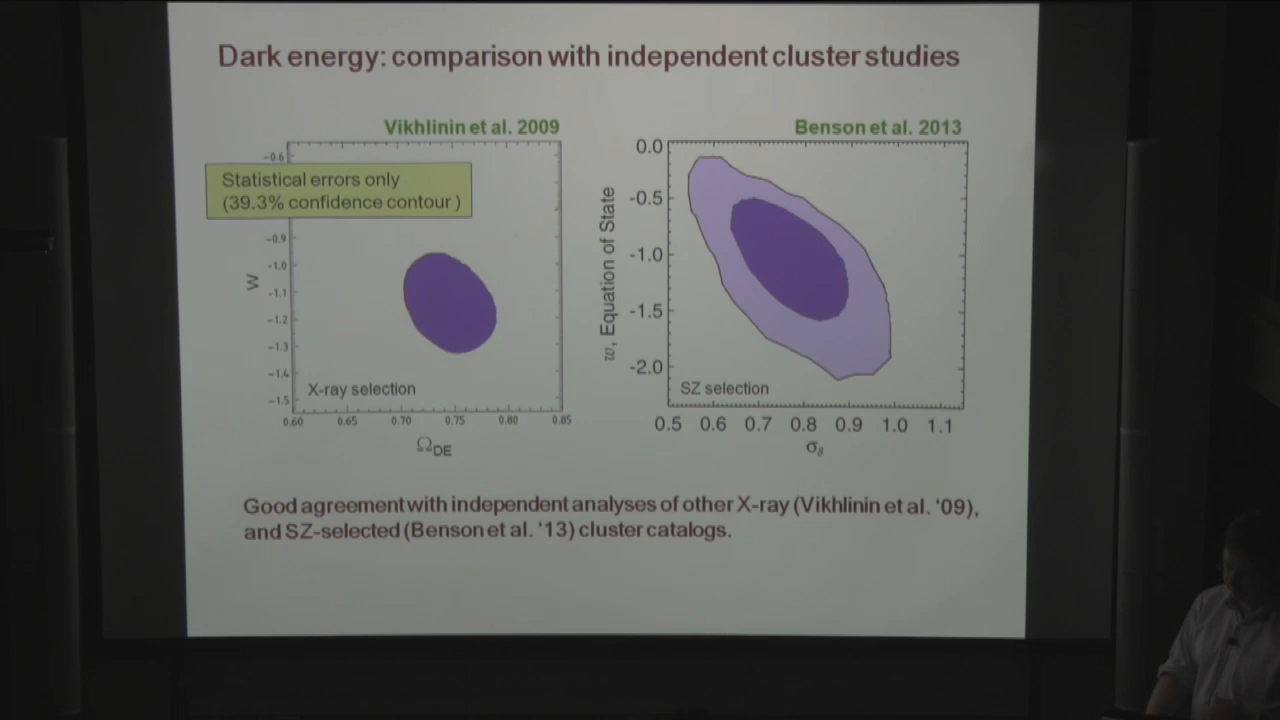 Dark energy: comparison with independent cluster studies
Vikhlinin et al. 2009
−0.6
Statistical errors only
(39.3% confidence contour )
−0.9
−1.0
−1.1
−1.2
−1.3
−1.4
−1.5
W
X-ray selection
0.60 0.65 0.70 0.75 0.80 0.85
ΩDE
Benson et al. 2013
0.0
-0.5
-1.0
-1.5
-2.0
w, Equation of State
SZ selection
0.5 0.6 0.7 0.8 0.9 1.0 1.1
σ8
Good agreement with independent analyses of other X-ray (Vikhlinin et al. ‘09),
and SZ-selected (Benson et al. ‘13) cluster catalogs.